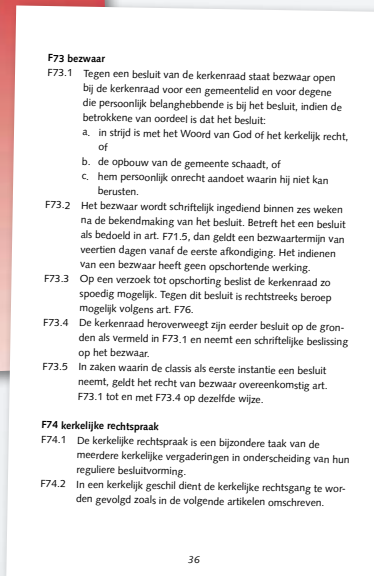 F73 bezwaar
F73.1 Tegen een besluit van de kerkenraad staat bezwaar open
bij de kerkenraad voor een gemeentelid en voor degene
die persoonlijk belanghebbende is bij het besluit, indien de
betrokkene van oordeel is dat het besluit:
a. in strijd is met het Woord van God of het kerkelijk recht,
of
b. de opbouw van de gemeente schaadt, of
c. hem persoonlijk onrecht aandoet waarin hij niet kan
berusten.
F73.2 Het bezwaar wordt schriftelijk ingediend binnen zes weken
na de bekendmaking van het besluit. Betreft het een besluit
als bedoeld in art. F71.5, dan geldt een bezwaartermijn van
veertien dagen vanaf de eerste afkondiging. Het indienen
van een bezwaar heeft geen opschortende werking.
F73.3 Op een verzoek tot opschorting beslist de kerkenraad zo
spoedig mogelijk. Tegen dit besluit is rechtstreeks beroep
mogelijk volgens art. F76.
F73.4 De kerkenraad heroverweegt zijn eerder besluit op de gron-
den als vermeld in F73.1 en neemt een schriftelijke beslissing
op het bezwaar.
F73.5 In zaken waarin de classis als eerste instantie een besluit
neemt, geldt het recht van bezwaar overeenkomstig art.
F73.1 tot en met F73.4 op dezelfde wijze.
F74 kerkelijke rechtspraak
F74.1 De kerkelijke rechtspraak is een bijzondere taak van de
meerdere kerkelijke vergaderingen in onderscheiding van hun
reguliere besluitvorming.
F74.2 In een kerkelijk geschil dient de kerkelijke rechtsgang te wor-
den gevolgd zoals in de volgende artikelen omschreven.
36